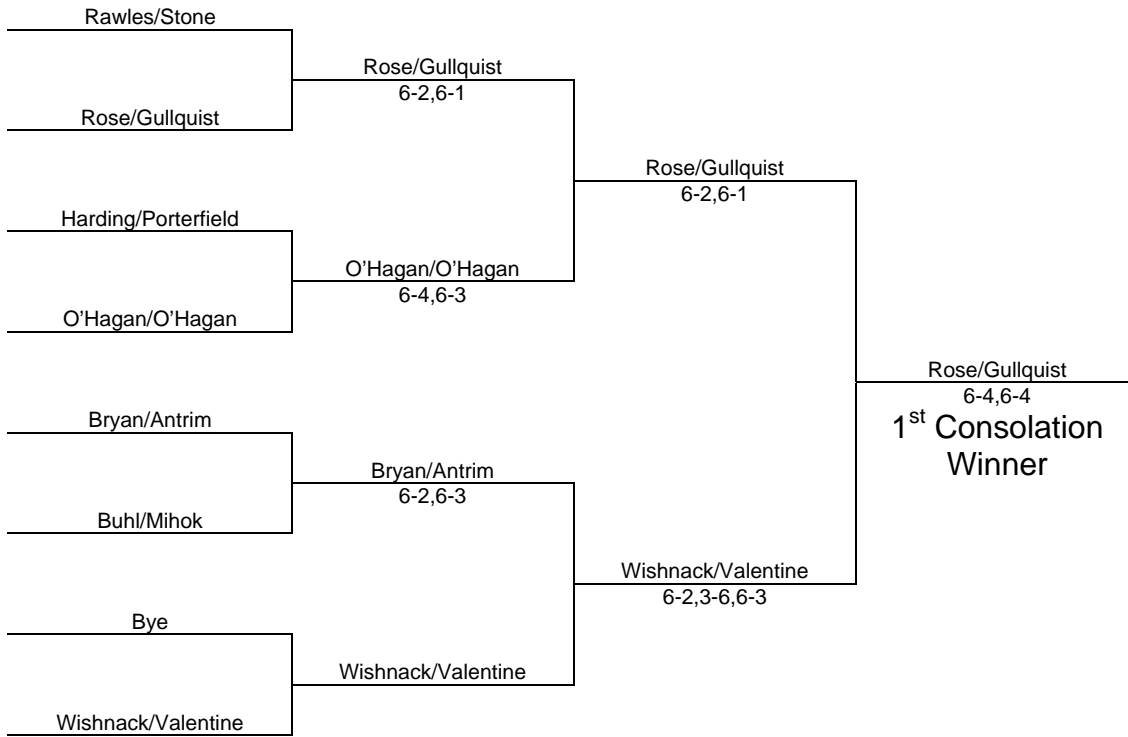 Rawles/Stone
Rose/Gullquist
6-2,6-1
Rose/Gullquist
Rose/Gullquist
6-2,6-1
Harding/Porterfield
O'Hagan/O'Hagan
6-4,6-3
O'Hagan/O'Hagan
Rose/Gullquist
6-4,6-4
1st Consolation
Winner
Bryan/Antrim
Bryan/Antrim
6-2,6-3
Buhl/Mihok
Wishnack/Valentine
6-2,3-6,6-3
Bye
Wishnack/Valentine
Wishnack/Valentine